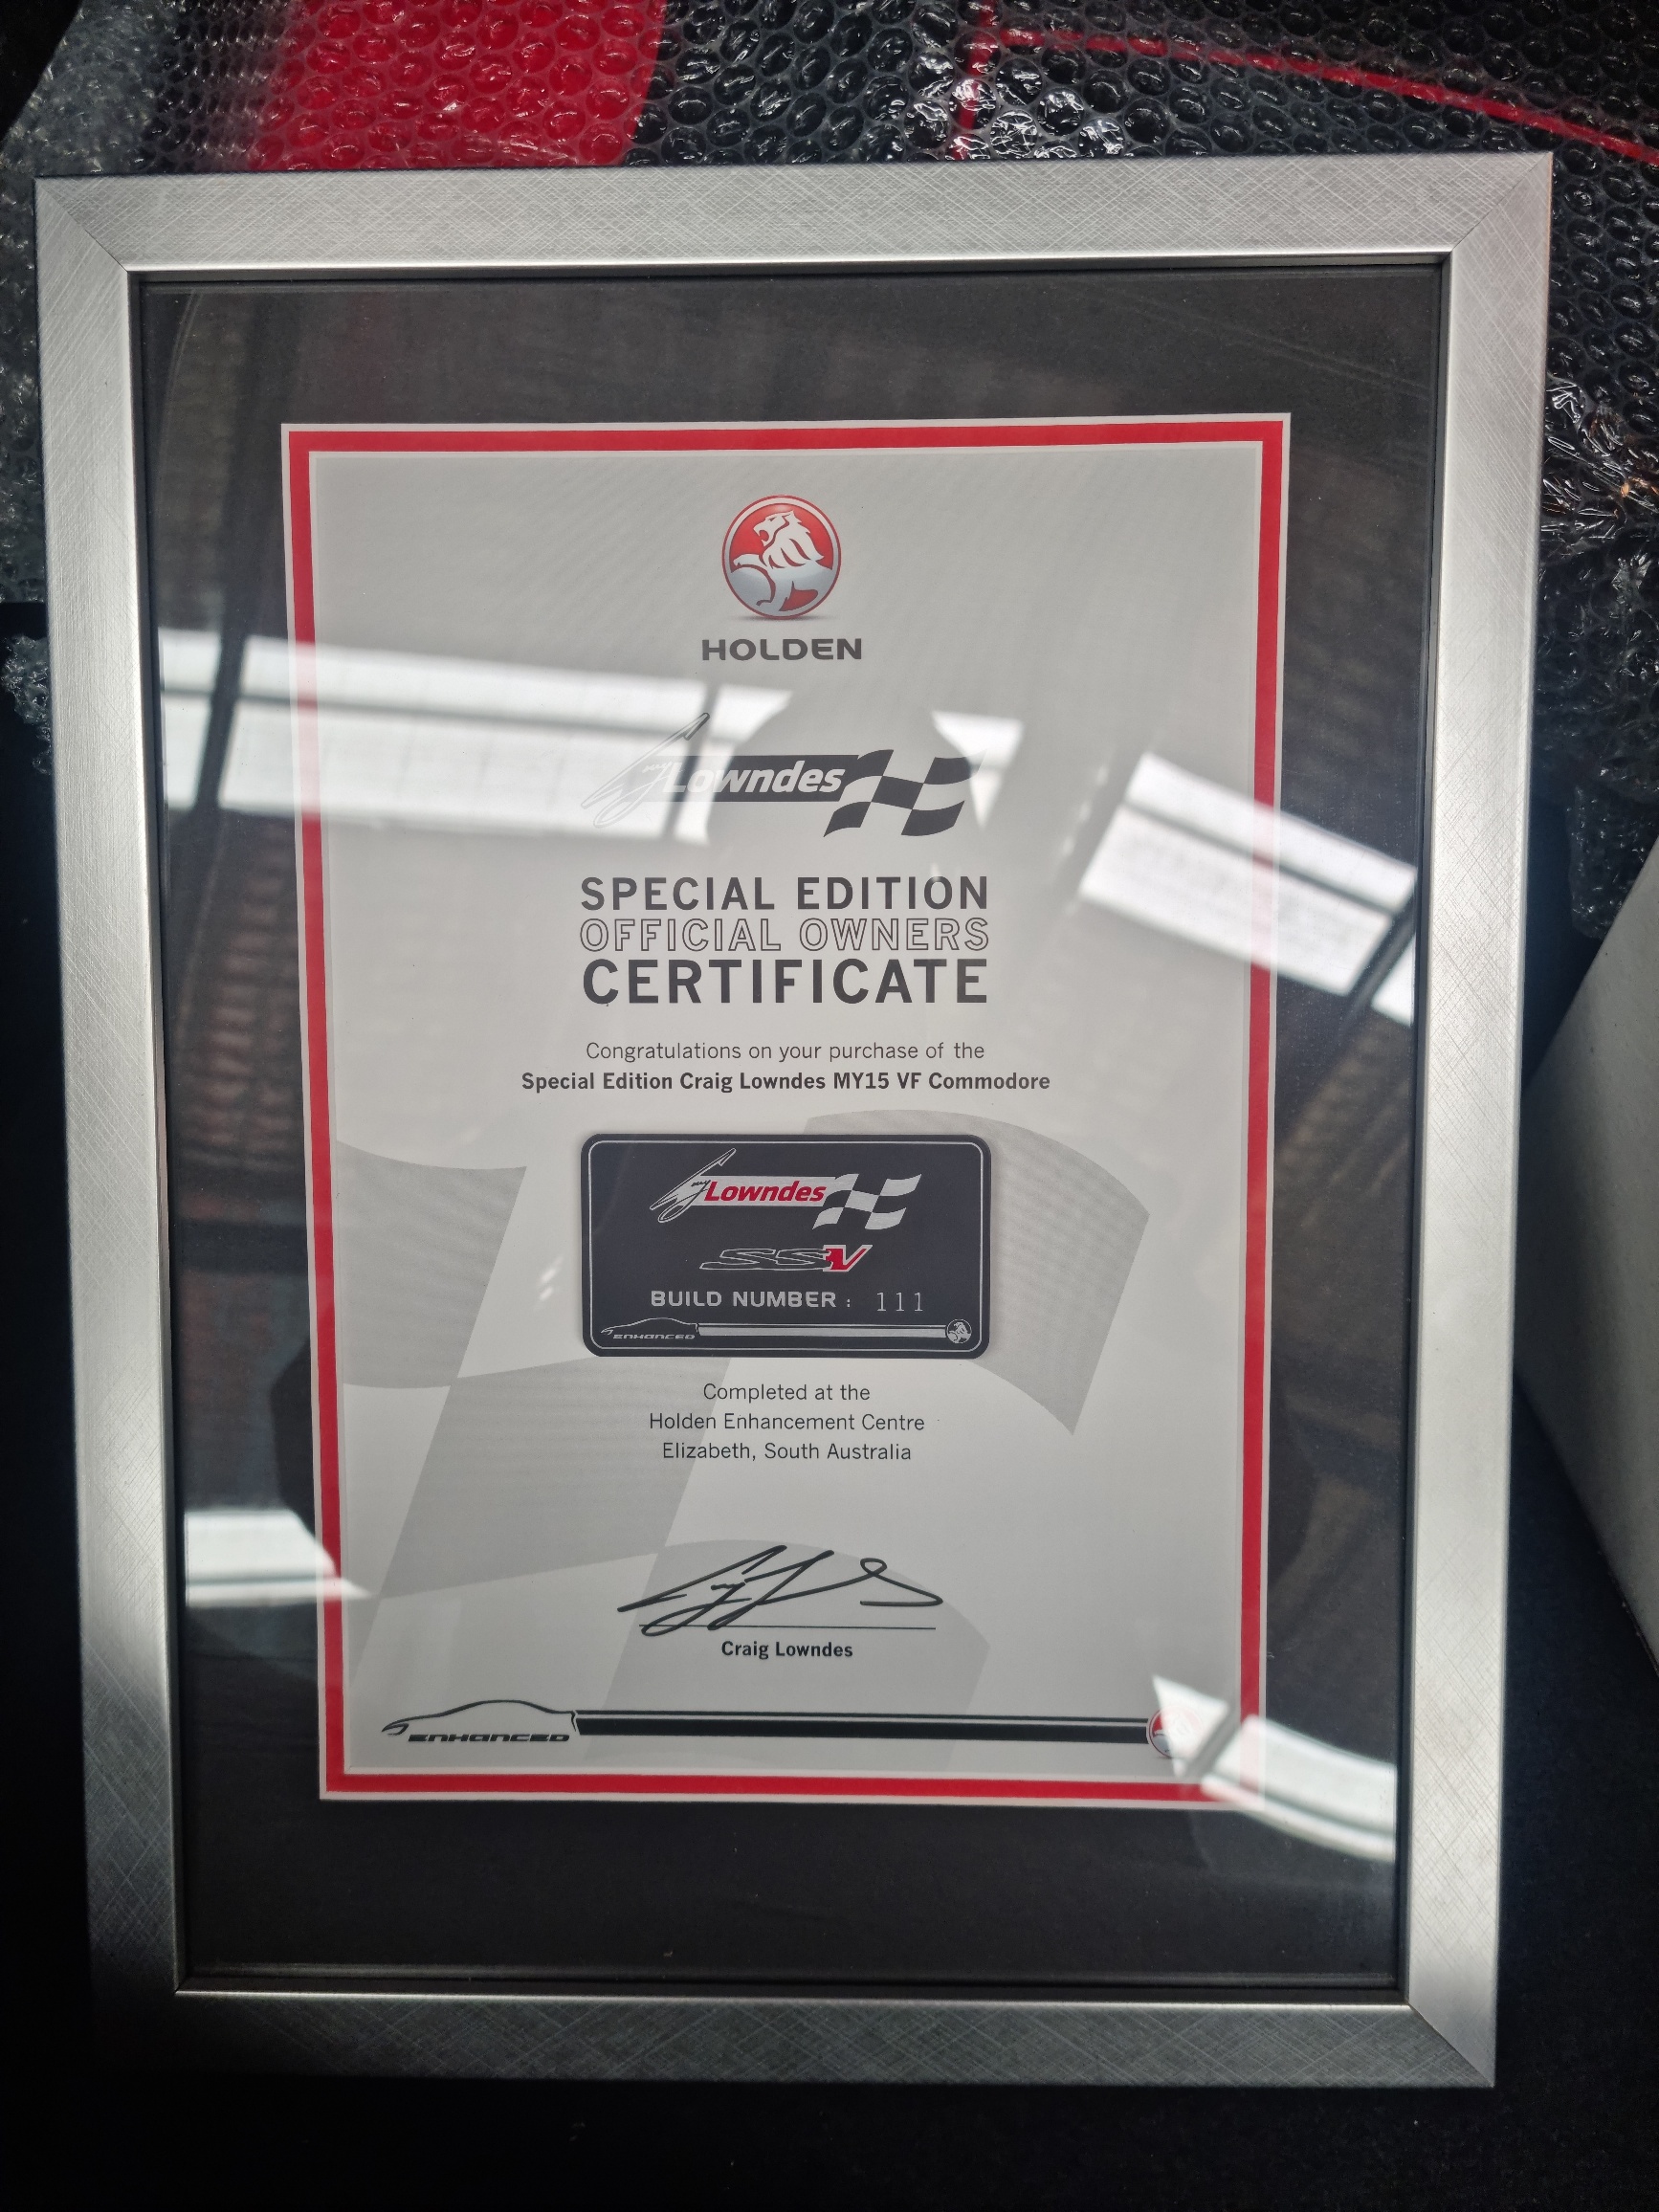 HOLDEN
Lowndes
SPECIAL EDITION
OFFICIAL OWNERS
CERTIFICATE
Congratulations on your purchase of the
Special Edition Craig Lowndes MY15 VF Commodore
Lowndes
SSV
BUILD NUMBER: 111
ENHANCED
Completed at the
Holden Enhancement Centre
Elizabeth, South Australia
Craig Lowndes
ENHANCED